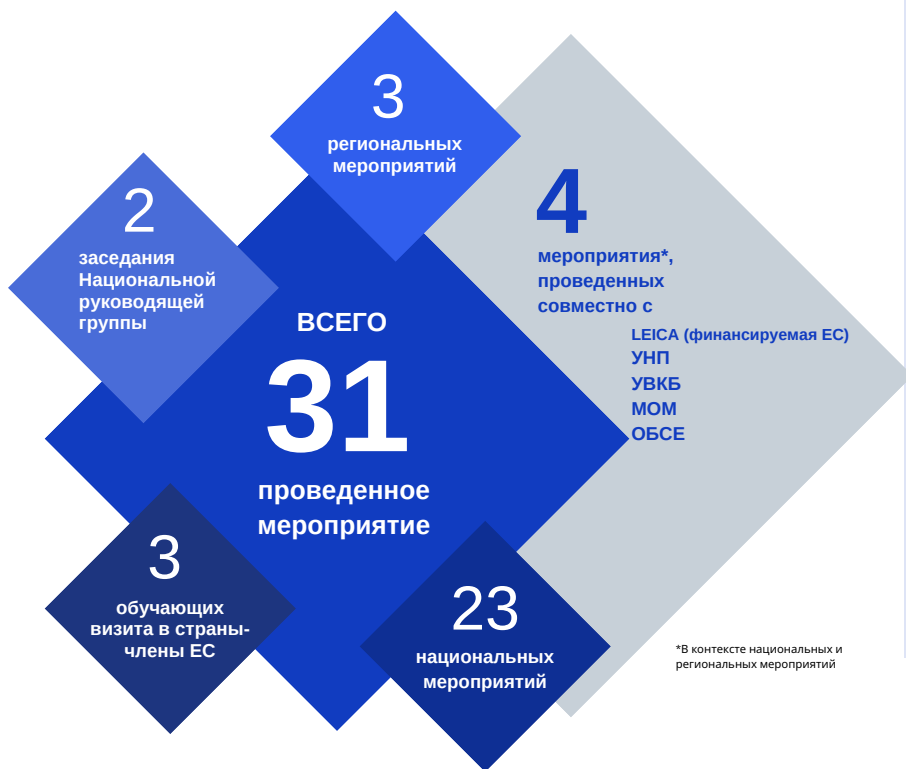 3
региональных
мероприятий
2
заседания
Национальной
руководящей
группы
4
мероприятия*,
проведенных
совместно с
LEICA (финансируемая ЕС)
УНП
УВКБ
МОМ
ОБСЕ
ВСЕГО
31
проведенное
мероприятие
3
обучающих
визита в страны-
члены ЕС
23
национальных
мероприятий
*В контексте национальных и
региональных мероприятий